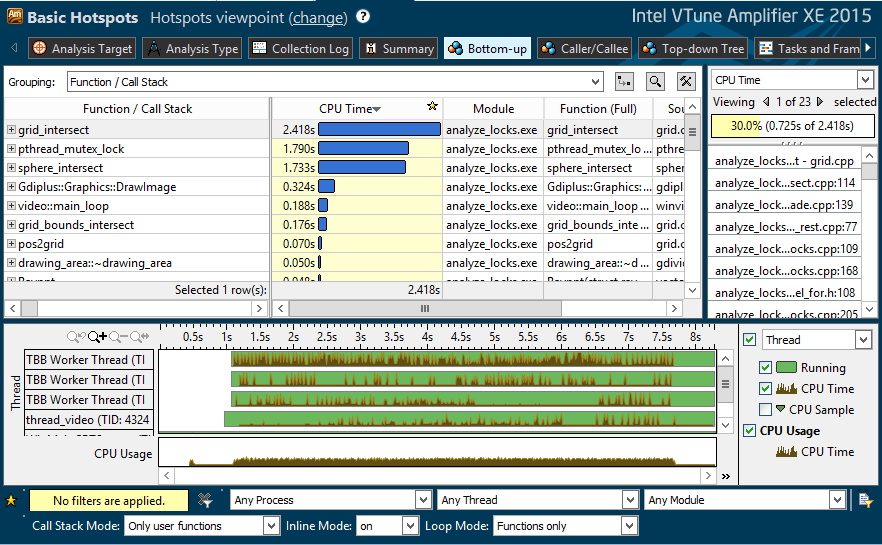 Basic Hotspots Hotspots viewpoint (change) ? Intel VTune Amplifier XE 2015
Analysis Target Analysis Type Collection Log Summary Bottom-up Caller/Callee Top-down Tree Tasks and Fram
Grouping: Function / Call Stack
CPU Time
Function / Call Stack CPU Time Module Function (Full) Sou
Viewing 1 of 23 selected
30.0% (0.725s of 2.418s)
grid_intersect 2.418s analyze_locks.exe grid_intersect grid.c
pthread_mutex_lock 1.790s analyze_locks.exe pthread_mutex_lo ... pthre
sphere_intersect 1.733s analyze_locks.exe sphere_intersect sphere
Gdiplus::Graphics::DrawImage 0.324s analyze_locks.exe Gdiplus::Graphics:... gdiplu
video::main_loop 0.188s analyze_locks.exe video::main_loop ... winvi
grid_bounds_intersect 0.176s analyze_locks.exe grid_bounds_inte ... grid.c
pos2grid 0.070s analyze_locks.exe pos2grid grid.c
drawing_area::~drawing_area 0.050s analyze_locks.exe drawing_area::~d ... gdivid
analyze_locks...t - grid.cpp
analyze_lock...sect.cpp:114
analyze_lock...ade.cpp:139
analyze_lock..._rest.cpp:77
analyze_lock...ocks.cpp:109
analyze_lock...ocks.cpp:168
analyze_locks...el_for.h:108
analyze_lock...ocks.cpp:205
Selected 1 row(s): 2.418s
0.5s 1s 1.5s 2s 2.5s 3s 3.5s 4s 4.5s 5s 5.5s 6s 6.5s 7s 7.5s 8s
Thread
TBB Worker Thread (TI
TBB Worker Thread (TI
TBB Worker Thread (TI
thread_video (TID: 4324
CPU Usage
Thread
Running
CPU Time
CPU Sample
CPU Usage
CPU Time
No filters are applied. Any Process Any Thread Any Module
Call Stack Mode: Only user functions Inline Mode: on Loop Mode: Functions only